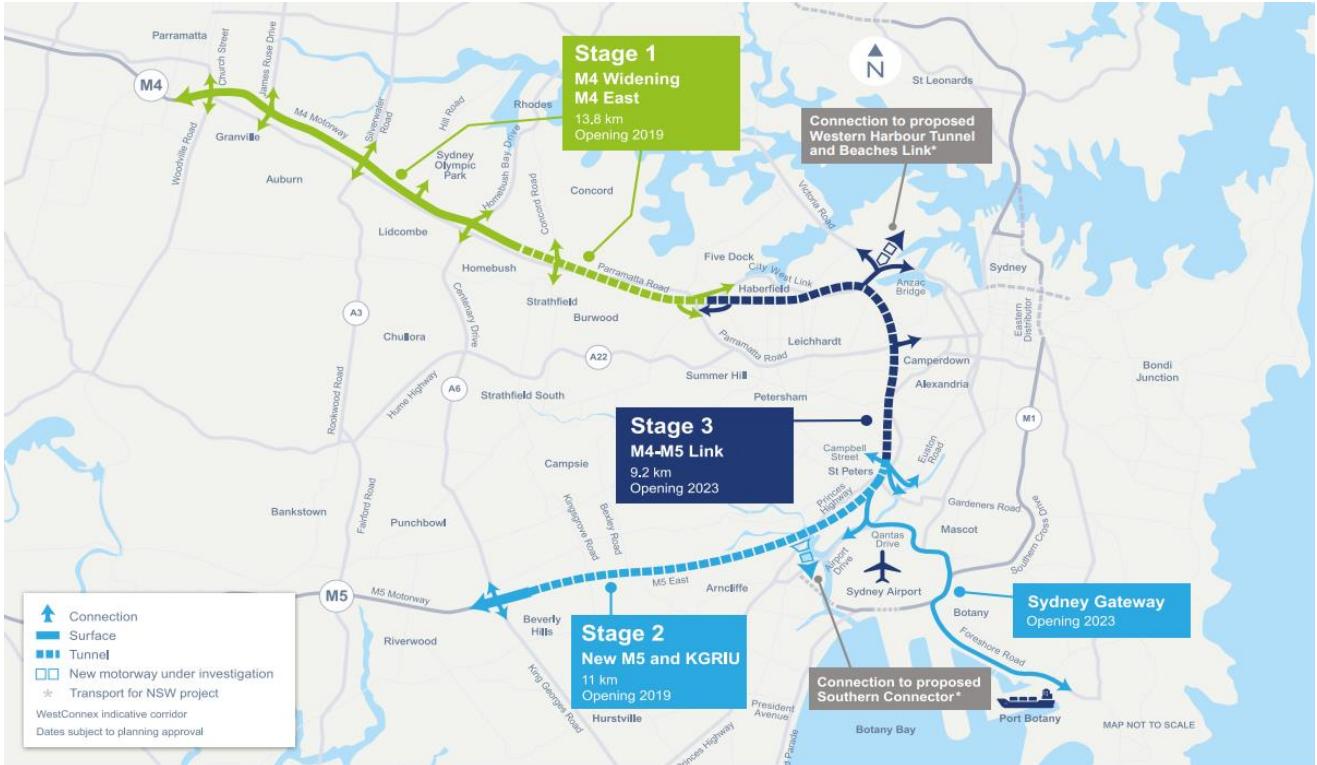 Parramatta
Church Street
James Ruse Drive
M4
Granville
M4 Motorway
Woodville Road
Silverwater
Road
Hill Road
Auburn
Sydney
Olympic
Park
Homebush Bay Drive
Rhodes
Stage 1
M4 Widening
M4 East
13.8 km
Opening 2019
N
St Leonards
Connection to proposed
Western Harbour Tunnel
and Beaches Link*
Concord Road
Concord
Lidcombe
Homebush
Victoria Road
Five Dock
City West Link
Haberfield
Parramatta Road
Strathfield
Burwood
Anzac
Bridge
Sydney
Eastern
Distributor
A3
Chullora
Centenary Drive
A22
Leichhardt
Parramatta Road
Summer Hill
Petersham
Camperdown
Alexandria
Bondi
Junction
Rookwood Road
Hume Highway
A6
Strathfield South
M1
Stage 3
M4-M5 Link
9.2 km
Opening 2023
Campbell
Street
St Peters
Euston
Road
Campsie
Bankstown
Fairford Road
Punchbowl
Kingsgrove Road
Bexley Road
Princes
Highway
Gardeners Road
Mascot
Southern Cross Drive
Qantas
Drive
Airport
Drive
Sydney Airport
M5 East
Arncliffe
M5
M5 Motorway
Riverwood
Beverly
Hills
King Georges Road
Stage 2
New M5 and KGRIU
11 km
Opening 2019
Hurstville
Botany
Foreshore Road
Sydney Gateway
Opening 2023
Connection to proposed
Southern Connector*
President
Avenue
Princes Highway
Parade
Botany Bay
Port Botany
MAP NOT TO SCALE
Connection
Surface
Tunnel
New motorway under investigation
* Transport for NSW project
WestConnex indicative corridor
Dates subject to planning approval